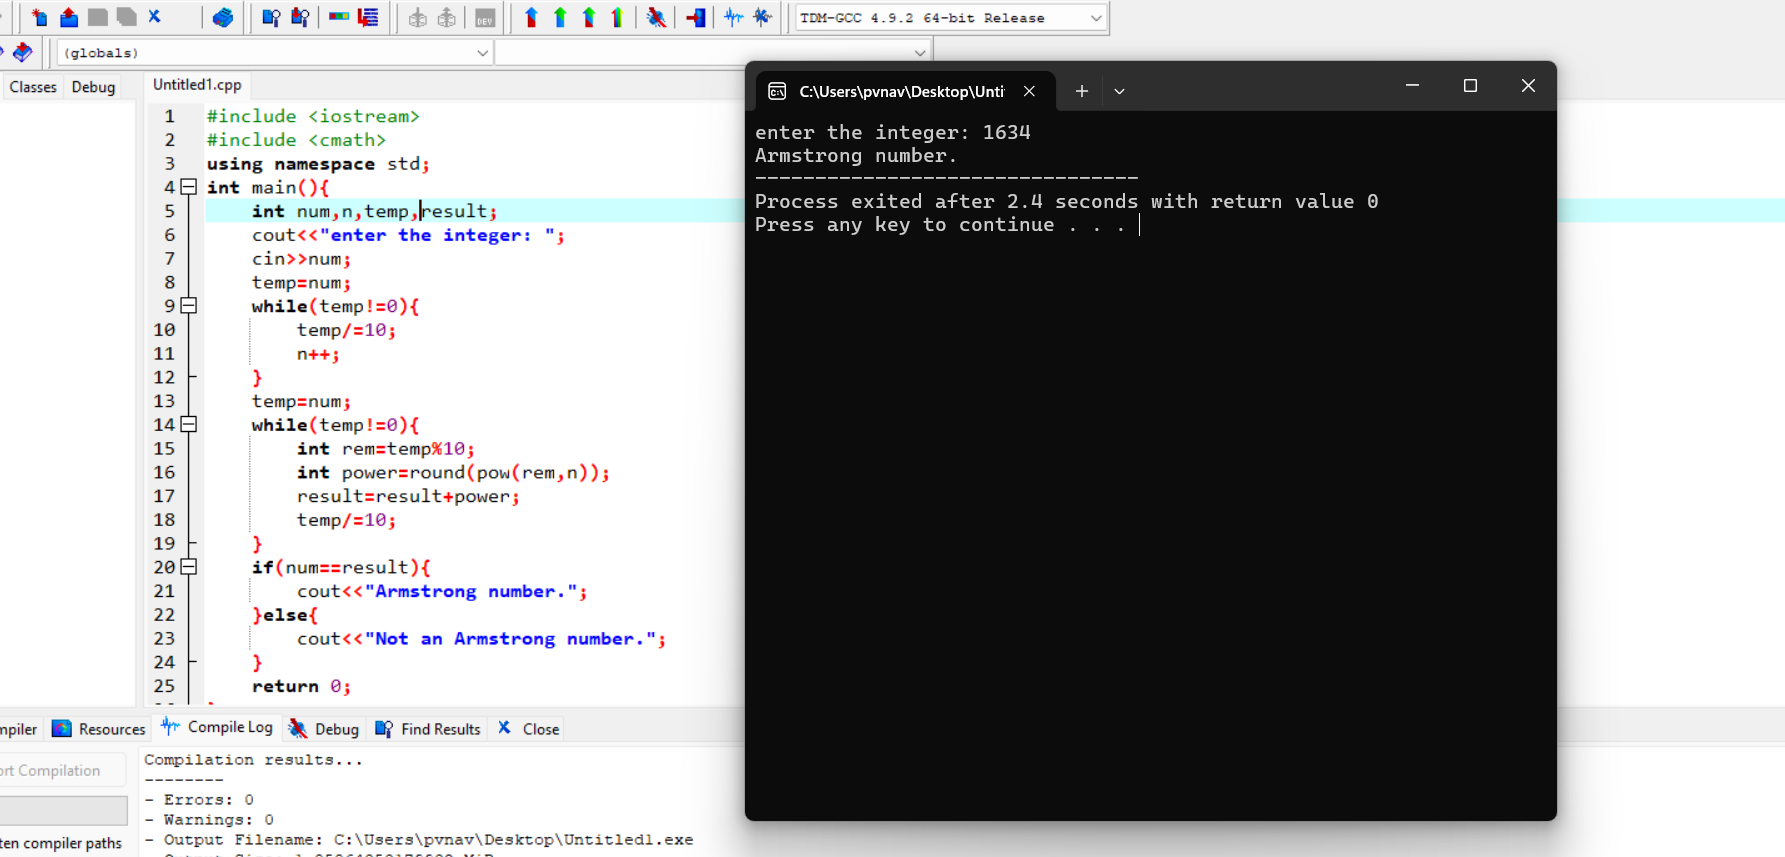 TDM-GCC 4.9.2 64-bit Release
(globals)
Classes Debug
Untitled1.cpp
1 #include <iostream>
2 #include <cmath>
3 using namespace std;
4 int main(){
5 int num,n,temp,result;
6 cout<<"enter the integer: ";
7 cin>>num;
8 temp=num;
9 while(temp!=0){
10 temp/=10;
11 n++;
12 }
13 temp=num;
14 while(temp!=0){
15 int rem=temp%10;
16 int power=round(pow(rem,n));
17 result=result+power;
18 temp/=10;
19 }
20 if(num==result){
21 cout<<"Armstrong number.";
22 }else{
23 cout<<"Not an Armstrong number.";
24 }
25 return 0;
C:\Users\pvnav\Desktop\Unti
enter the integer: 1634
Armstrong number.
--------------------------------
Process exited after 2.4 seconds with return value 0
Press any key to continue . . .
mpiler Resources Compile Log Debug Find Results Close
ort Compilation
ten compiler paths
Compilation results...
--------
- Errors: 0
- Warnings: 0
- Output Filename: C:\Users\pvnav\Desktop\Untitled1.exe